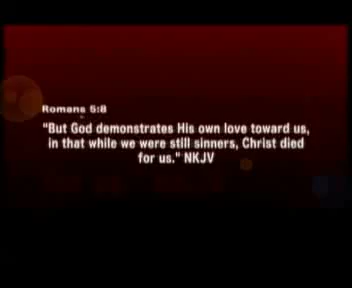 Romans 5:8
"But God demonstrates His own love toward us,
in that while we were still sinners, Christ died
for us." NKJV